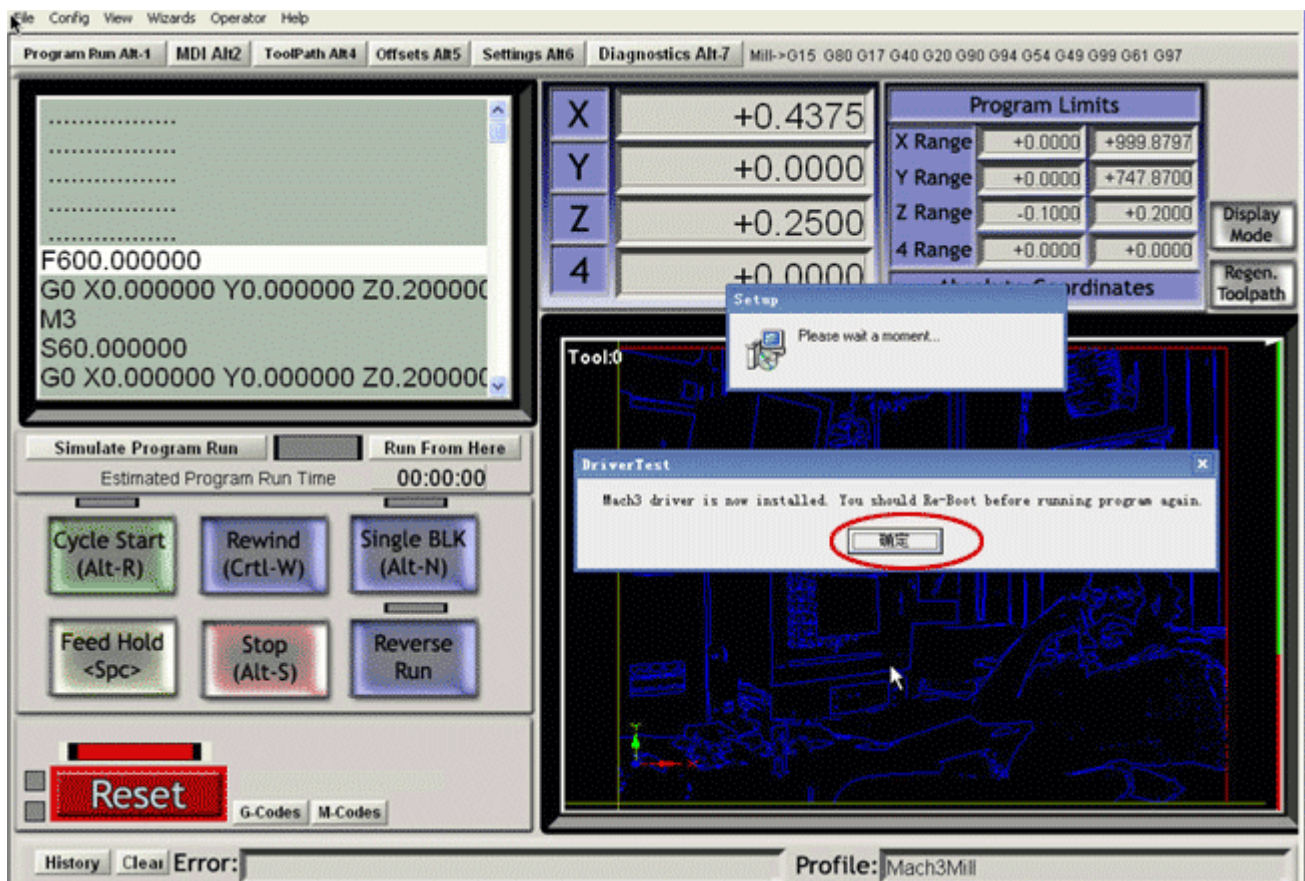 File Config View Wizards Operator Help
Program Run Alt-1 MDI Alt2 ToolPath Alt4 Offsets Alt5 Settings Alt6 Diagnostics Alt-7 Mill->G15 G80 G17 G40 G20 G90 G94 G54 G49 G99 G61 G97
.................
.................
.................
.................
.................
F600.000000
G0 X0.000000 Y0.000000 Z0.200000
M3
S60.000000
G0 X0.000000 Y0.000000 Z0.200000
X +0.4375
Y +0.0000
Z +0.2500
4 +0.0000
Program Limits
X Range +0.0000 +999.8797
Y Range +0.0000 +747.8700
Z Range -0.1000 +0.2000
4 Range +0.0000 +0.0000
Display
Mode
Regen.
Toolpath
Setup
Please wait a moment...
Tool:0
DriverTest
Mach3 driver is now installed. You should Re-Boot before running program again.
确定
Simulate Program Run Run From Here
Estimated Program Run Time 00:00:00
Cycle Start
(Alt-R)
Rewind
(Crtl-W)
Single BLK
(Alt-N)
Feed Hold
<Spc>
Stop
(Alt-S)
Reverse
Run
Reset
G-Codes M-Codes
History Clear Error:
Profile: Mach3Mill